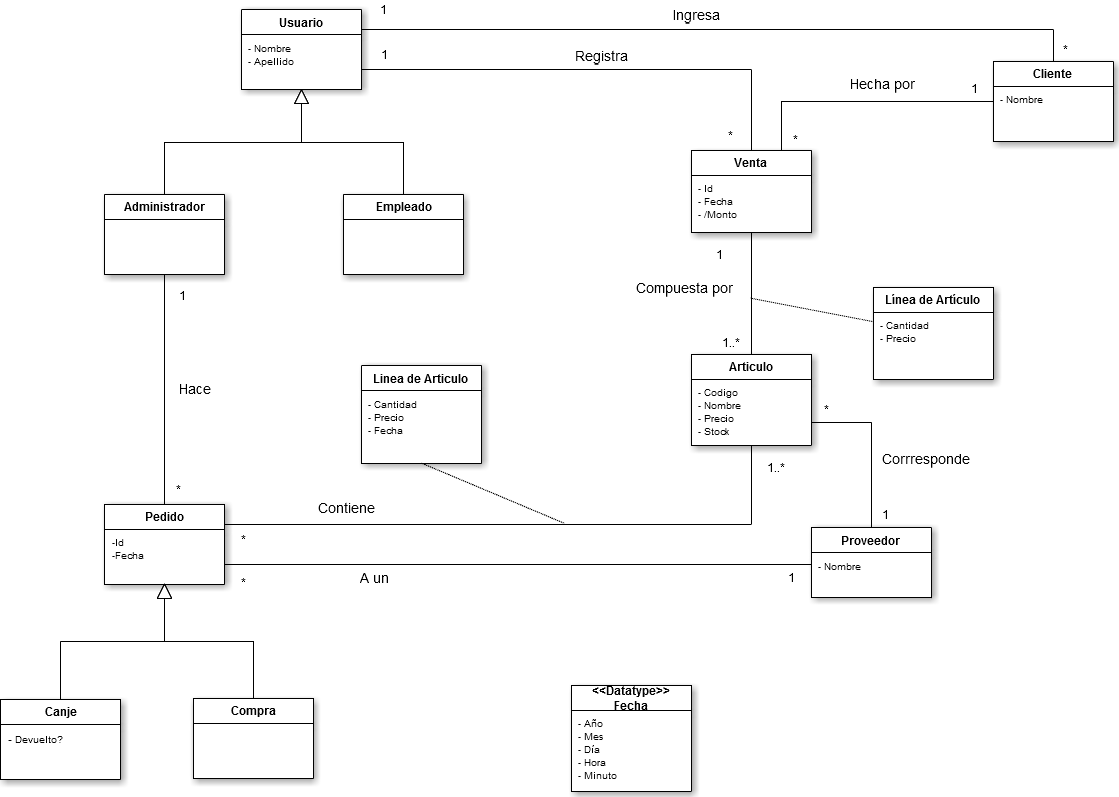 1
Ingresa
Usuario
- Nombre
- Apellido
*
1
Registra
Cliente
- Nombre
Hecha por
1
*
*
Venta
- Id
- Fecha
- /Monto
Administrador
Empleado
1
1
Compuesta por
Línea de Artículo
- Cantidad
- Precio
1..*
Articulo
- Codigo
- Nombre
- Precio
- Stock
Linea de Articulo
- Cantidad
- Precio
- Fecha
Hace
*
Corrresponde
1..*
*
Contiene
1
Pedido
-Id
-Fecha
*
Proveedor
- Nombre
*
A un
1
Canje
- Devuelto?
Compra
<<Datatype>>
Fecha
- Año
- Mes
- Día
- Hora
- Minuto